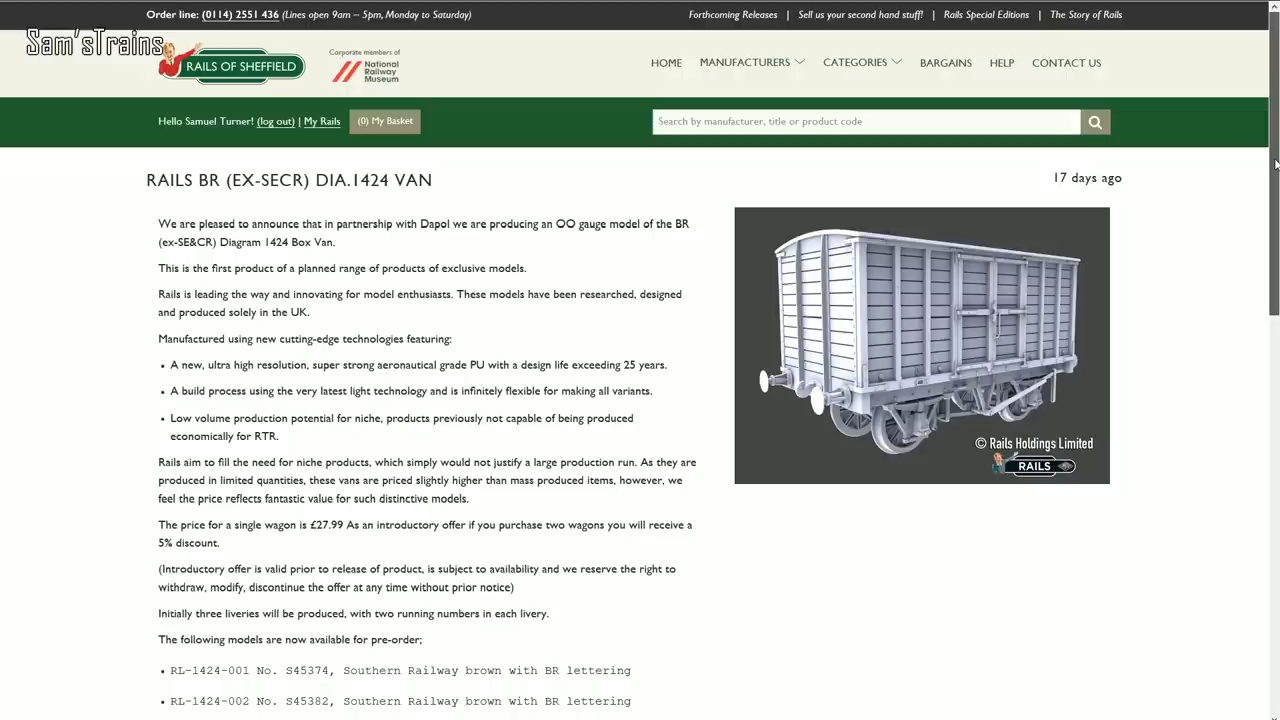 Order line: (0114) 2551 436 (Lines open 9am – 5pm, Monday to Saturday)
Forthcoming Releases | Sell us your second hand stuff! | Rails Special Editions | The Story of Rails
Sam'sTrains
RAILS OF SHEFFIELD
Corporate members of
National
Railway
Museum
HOME MANUFACTURERS CATEGORIES BARGAINS HELP CONTACT US
Hello Samuel Turner! (log out) | My Rails (0) My Basket
Search by manufacturer, title or product code
RAILS BR (EX-SECR) DIA.1424 VAN
17 days ago
We are pleased to announce that in partnership with Dapol we are producing an OO gauge model of the BR
(ex-SE&CR) Diagram 1424 Box Van.
This is the first product of a planned range of products of exclusive models.
Rails is leading the way and innovating for model enthusiasts. These models have been researched, designed
and produced solely in the UK.
Manufactured using new cutting-edge technologies featuring:
• A new, ultra high resolution, super strong aeronautical grade PU with a design life exceeding 25 years.
• A build process using the very latest light technology and is infinitely flexible for making all variants.
• Low volume production potential for niche, products previously not capable of being produced
economically for RTR.
Rails aim to fill the need for niche products, which simply would not justify a large production run. As they are
produced in limited quantities, these vans are priced slightly higher than mass produced items, however, we
feel the price reflects fantastic value for such distinctive models.
The price for a single wagon is £27.99 As an introductory offer if you purchase two wagons you will receive a
5% discount.
(Introductory offer is valid prior to release of product, is subject to availability and we reserve the right to
withdraw, modify, discontinue the offer at any time without prior notice)
Initially three liveries will be produced, with two running numbers in each livery.
The following models are now available for pre-order;
• RL-1424-001 No. S45374, Southern Railway brown with BR lettering
• RL-1424-002 No. S45382, Southern Railway brown with BR lettering
© Rails Holdings Limited
RAILS